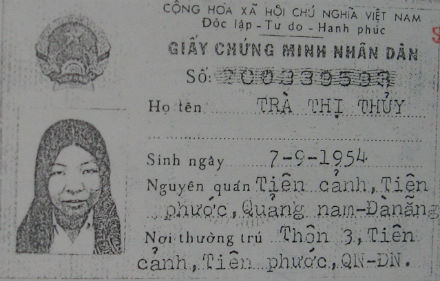 CỘNG HÒA XÃ HỘI CHỦ NGHĨA VIỆT NAM
Độc lập - Tự do - Hạnh phúc
GIẤY CHỨNG MINH NHÂN DÂN
Số: 200339598
Họ tên TRÀ THỊ THỦY
Sinh ngày 7-9-1954
Nguyên quán Tiên cảnh, Tiên
phước, Quảng nam-Đànẵng
Nơi thường trú Thôn 3, Tiên
cảnh, Tiên phước, QN-ĐN.